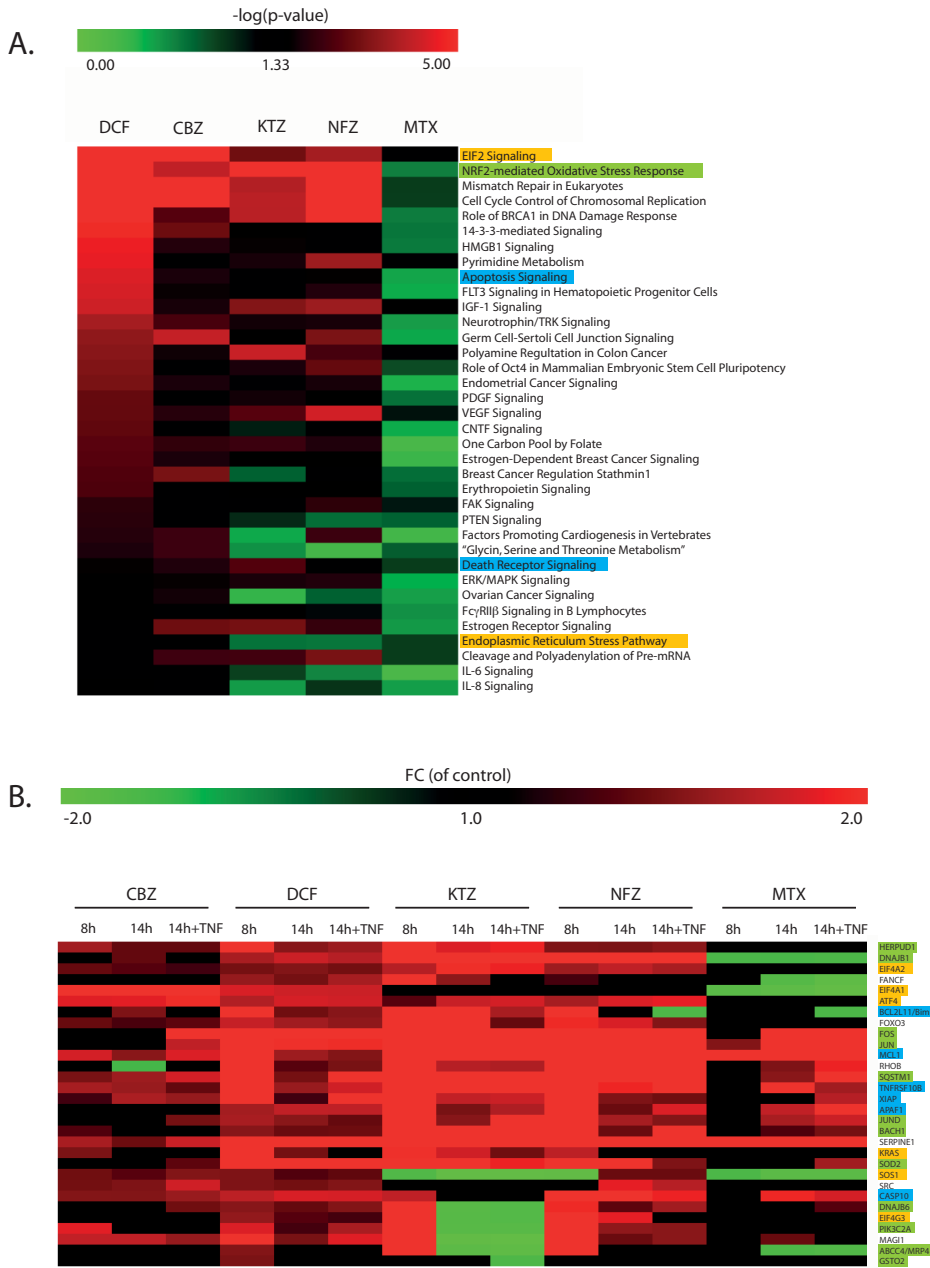 A.
-log(p-value)
0.00 1.33 5.00
DCF CBZ KTZ NFZ MTX
EIF2 Signaling
NRF2-mediated Oxidative Stress Response
Mismatch Repair in Eukaryotes
Cell Cycle Control of Chromosomal Replication
Role of BRCA1 in DNA Damage Response
14-3-3-mediated Signaling
HMGB1 Signaling
Pyrimidine Metabolism
Apoptosis Signaling
FLT3 Signaling in Hematopoietic Progenitor Cells
IGF-1 Signaling
Neurotrophin/TRK Signaling
Germ Cell-Sertoli Cell Junction Signaling
Polyamine Regultation in Colon Cancer
Role of Oct4 in Mammalian Embryonic Stem Cell Pluripotency
Endometrial Cancer Signaling
PDGF Signaling
VEGF Signaling
CNTF Signaling
One Carbon Pool by Folate
Estrogen-Dependent Breast Cancer Signaling
Breast Cancer Regulation Stathmin1
Erythropoietin Signaling
FAK Signaling
PTEN Signaling
Factors Promoting Cardiogenesis in Vertebrates
"Glycin, Serine and Threonine Metabolism"
Death Receptor Signaling
ERK/MAPK Signaling
Ovarian Cancer Signaling
FcγRIIβ Signaling in B Lymphocytes
Estrogen Receptor Signaling
Endoplasmic Reticulum Stress Pathway
Cleavage and Polyadenylation of Pre-mRNA
IL-6 Signaling
IL-8 Signaling
B.
FC (of control)
-2.0 1.0 2.0
CBZ DCF KTZ NFZ MTX
8h 14h 14h+TNF 8h 14h 14h+TNF 8h 14h 14h+TNF 8h 14h 14h+TNF 8h 14h 14h+TNF
HERPUD1
DNAJB1
EIF4A2
FANCF
EIF4A1
ATF4
BCL2L11/Bim
FOXO3
FOS
JUN
MCL1
RHOB
SQSTM1
TNFRSF10B
XIAP
APAF1
JUND
BACH1
SERPINE1
KRAS
SOD2
SOS1
SRC
CASP10
DNAJB6
EIF4G3
PIK3C2A
MAGI1
ABCC4/MRP4
GSTO2